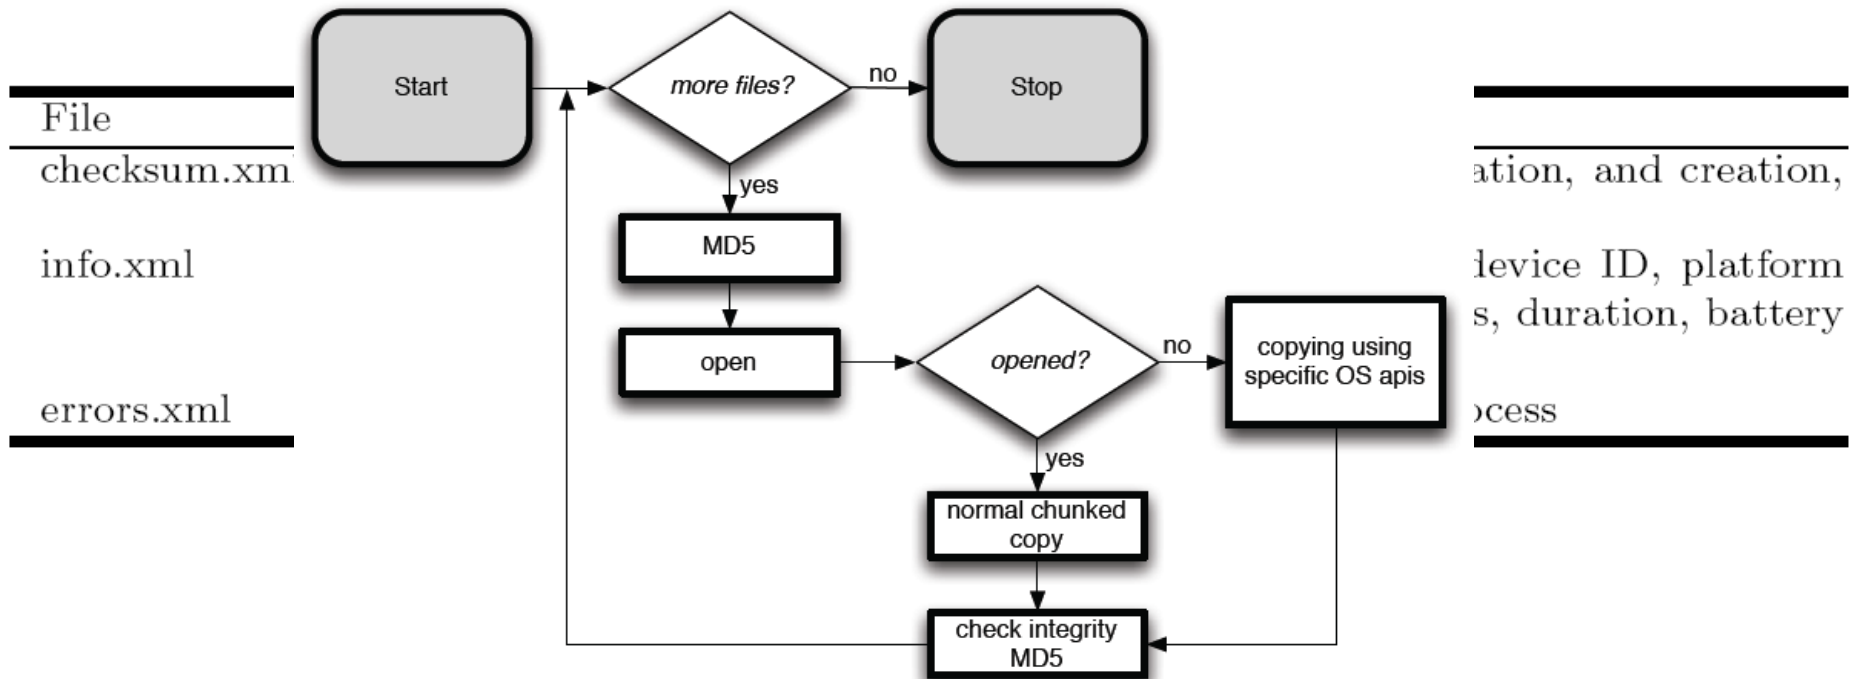 Start
more files?
no
Stop
File
checksum.xml
ation, and creation,
yes
MD5
info.xml
device ID, platform
s, duration, battery
open
opened?
no
copying using
specific OS apis
errors.xml
ocess
yes
normal chunked
copy
check integrity
MD5